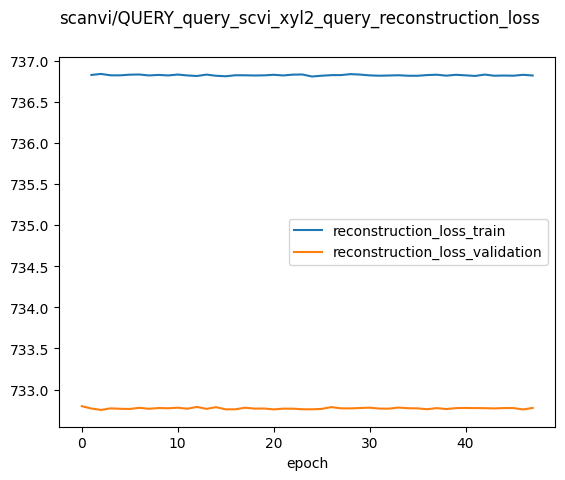 scanvi/QUERY_query_scvi_xyl2_query_reconstruction_loss
737.0
736.5
736.0
735.5
735.0
734.5
734.0
733.5
733.0
reconstruction_loss_train
reconstruction_loss_validation
0 10 20 30 40
epoch